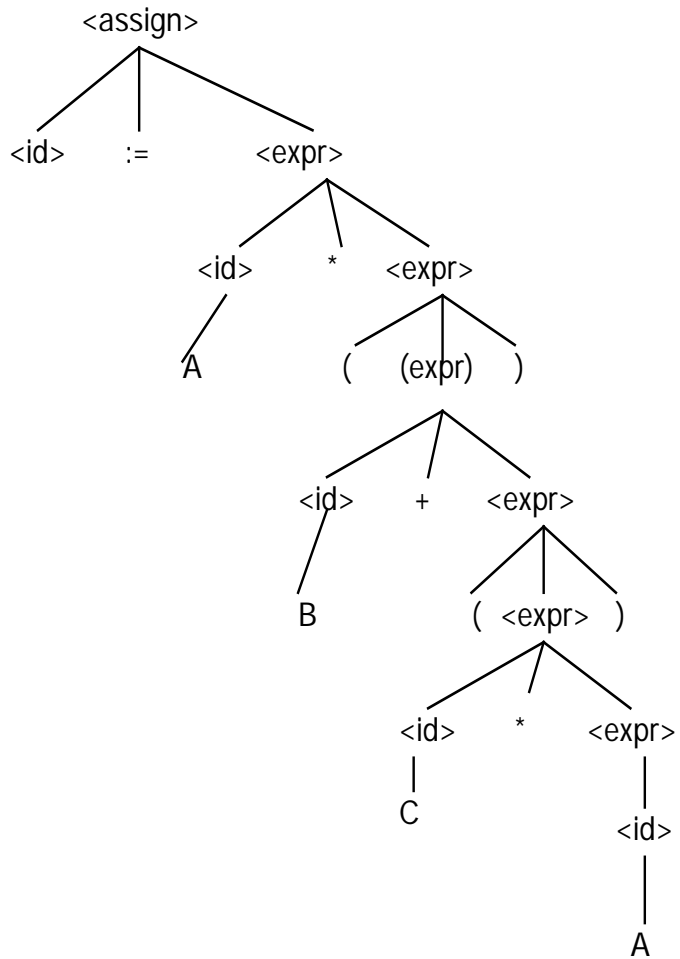 <assign>
<id> := <expr>
<id> * <expr>
A ( (expr) )
<id> + <expr>
B ( <expr> )
<id> * <expr>
C
<id>
A